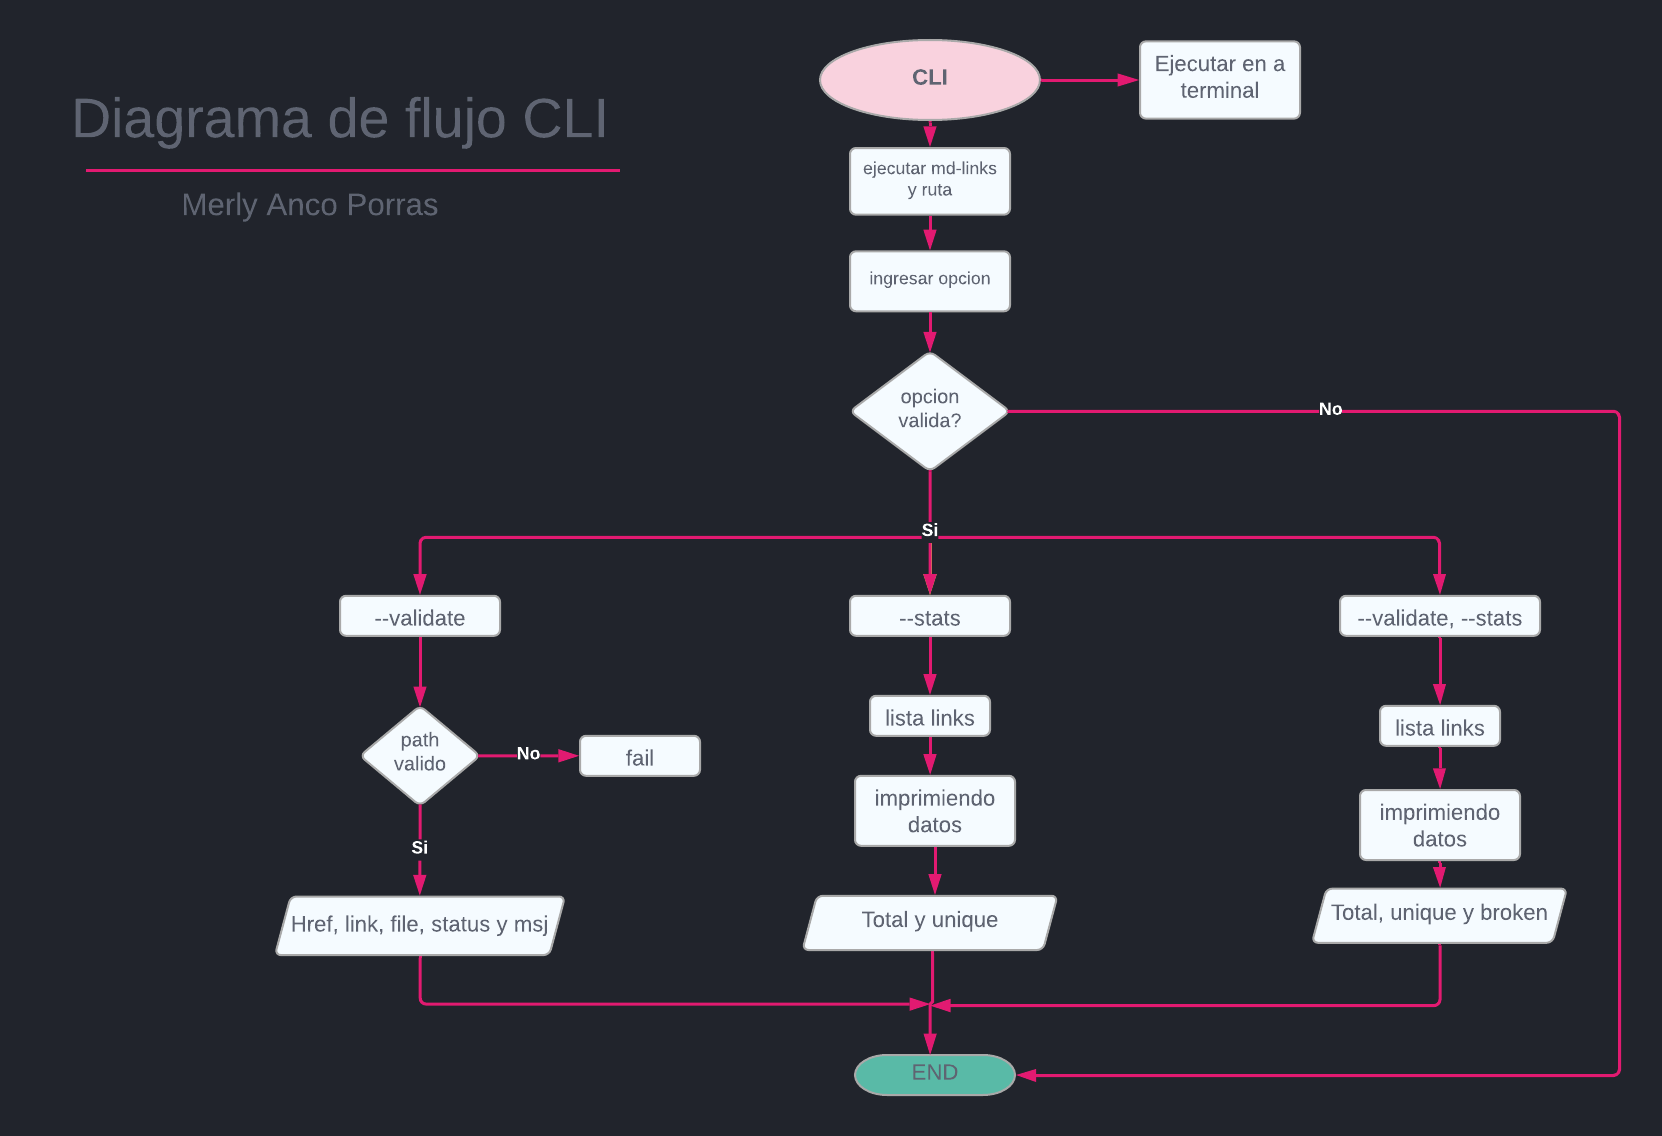 Diagrama de flujo CLI
Merly Anco Porras
CLI
Ejecutar en a
terminal
ejecutar md-links
y ruta
ingresar opcion
opcion
valida?
No
Si
--validate
--stats
--validate, --stats
path
valido
No
fail
Si
Href, link, file, status y msj
lista links
imprimiendo
datos
Total y unique
lista links
imprimiendo
datos
Total, unique y broken
END